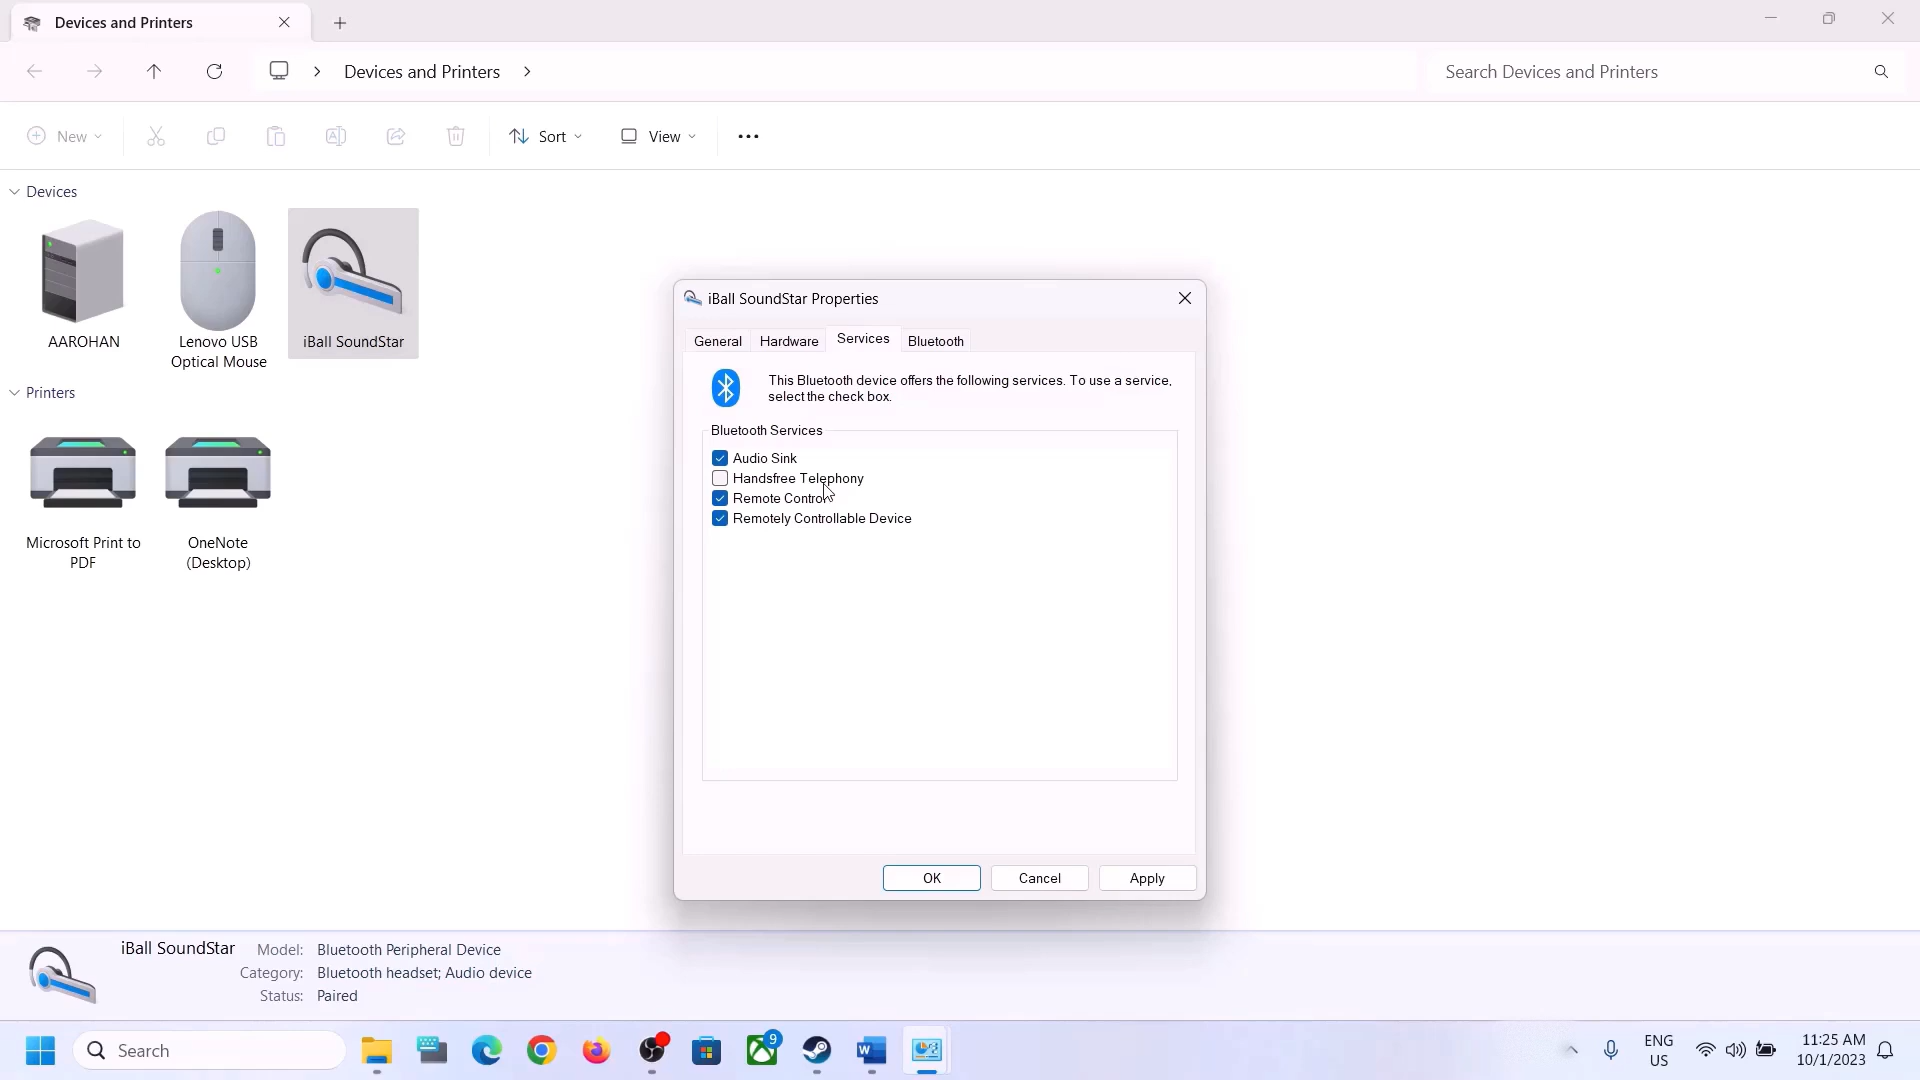 Devices and Printers
Devices and Printers
Search Devices and Printers
New
Sort
View
Devices
AAROHAN
Lenovo USB
Optical Mouse
iBall SoundStar
Printers
Microsoft Print to
PDF
OneNote
(Desktop)
iBall SoundStar Properties
General
Hardware
Services
Bluetooth
This Bluetooth device offers the following services. To use a service,
select the check box.
Bluetooth Services
Audio Sink
Handsfree Telephony
Remote Control
Remotely Controllable Device
OK
Cancel
Apply
iBall SoundStar
Model: Bluetooth Peripheral Device
Category: Bluetooth headset; Audio device
Status: Paired
Search
9
ENG
US
11:25 AM
10/1/2023